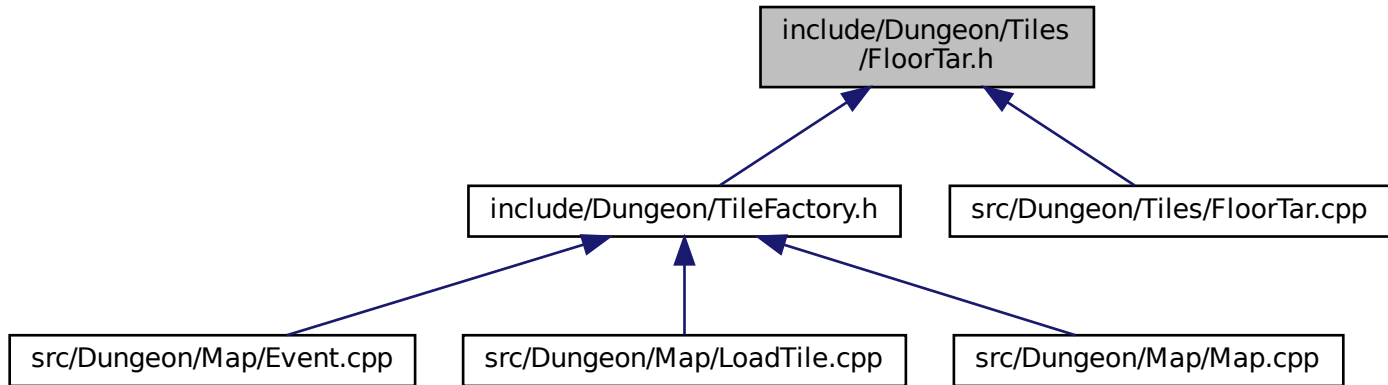 include/Dungeon/Tiles
/FloorTar.h
include/Dungeon/TileFactory.h
src/Dungeon/Tiles/FloorTar.cpp
src/Dungeon/Map/Event.cpp
src/Dungeon/Map/LoadTile.cpp
src/Dungeon/Map/Map.cpp